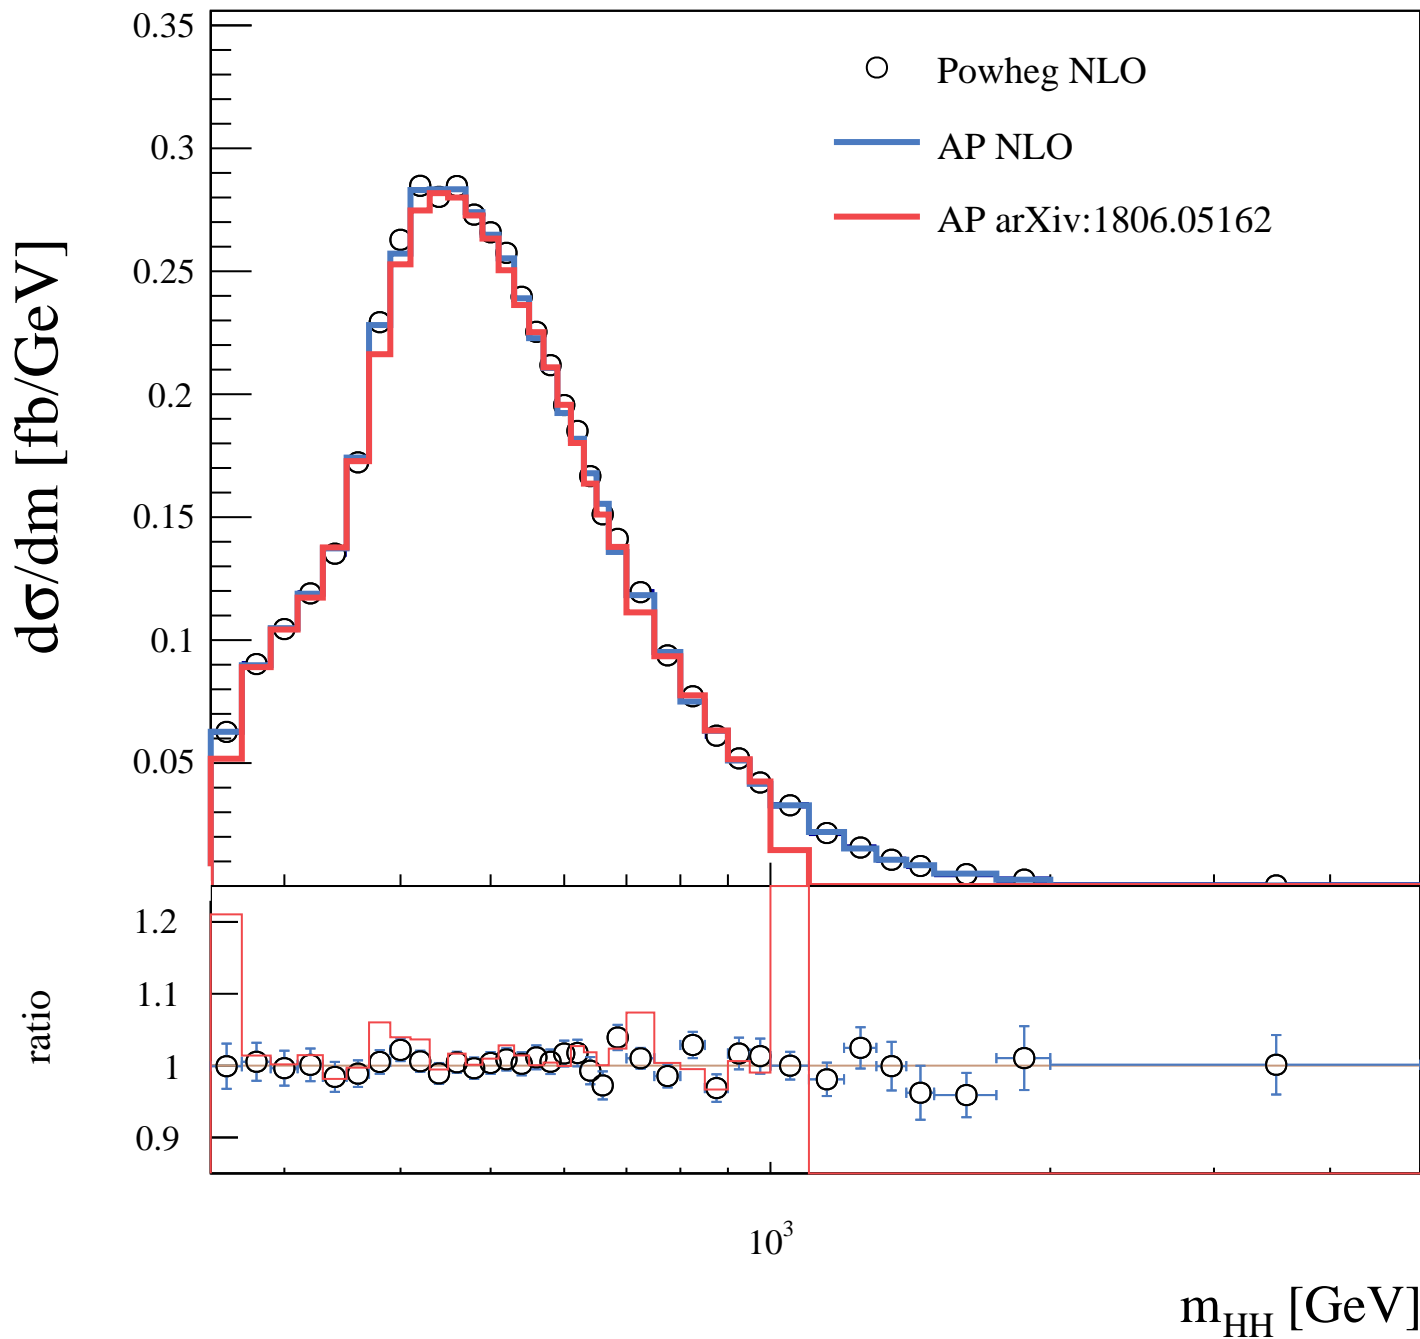 0.35
0.3
0.25
0.2
0.15
0.1
0.05
dσ/dm [fb/GeV]
Powheg NLO
AP NLO
AP arXiv:1806.05162
1.2
1.1
1
0.9
ratio
10³
m_HH [GeV]